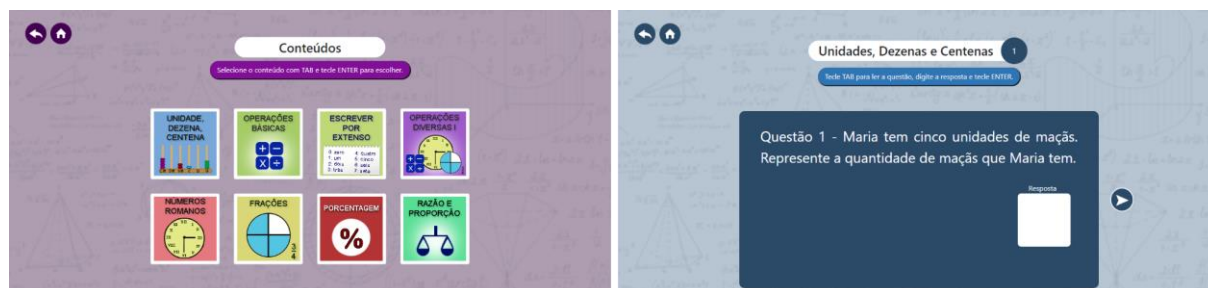 Conteúdos
Selecione o conteúdo com TAB e tecle ENTER para escolher.
UNIDADE,
DEZENA,
CENTENA
OPERAÇÕES
BÁSICAS
ESCREVER
POR
EXTENSO
OPERAÇÕES
DIVERSAS I
NÚMEROS
ROMANOS
FRAÇÕES
PORCENTAGEM
%
RAZÃO E
PROPORÇÃO
Unidades, Dezenas e Centenas
1
Tecle TAB para ler a questão, digite a resposta e tecle ENTER.
Questão 1 - Maria tem cinco unidades de maçãs.
Represente a quantidade de maçãs que Maria tem.
Resposta